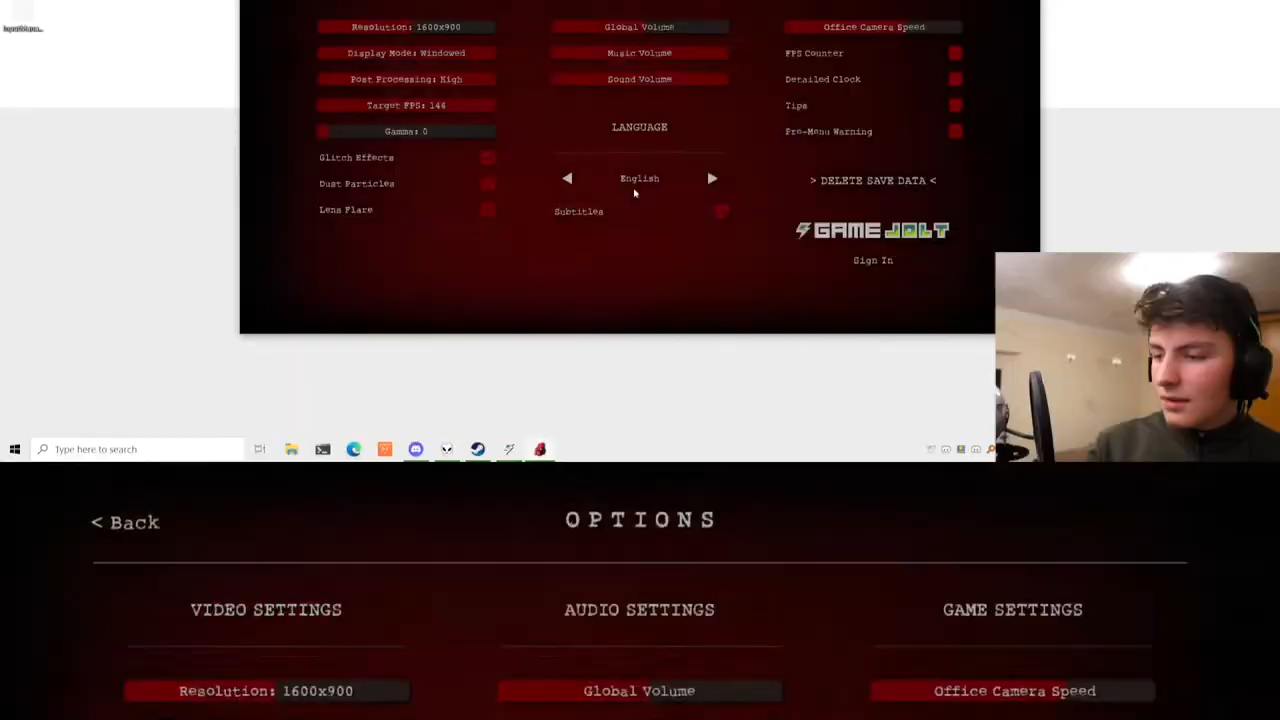 Resolution: 1600x900
Display Mode: Windowed
Post Processing: High
Target FPS: 144
Gamma: 0
Glitch Effects
Dust Particles
Lens Flare
Global Volume
Music Volume
Sound Volume
LANGUAGE
English
Subtitles
Office Camera Speed
FPS Counter
Detailed Clock
Tips
Pre-Menu Warning
> DELETE SAVE DATA <
GAME JOLT
Sign In
Type here to search
< Back
OPTIONS
VIDEO SETTINGS
AUDIO SETTINGS
GAME SETTINGS
Resolution: 1600x900
Global Volume
Office Camera Speed